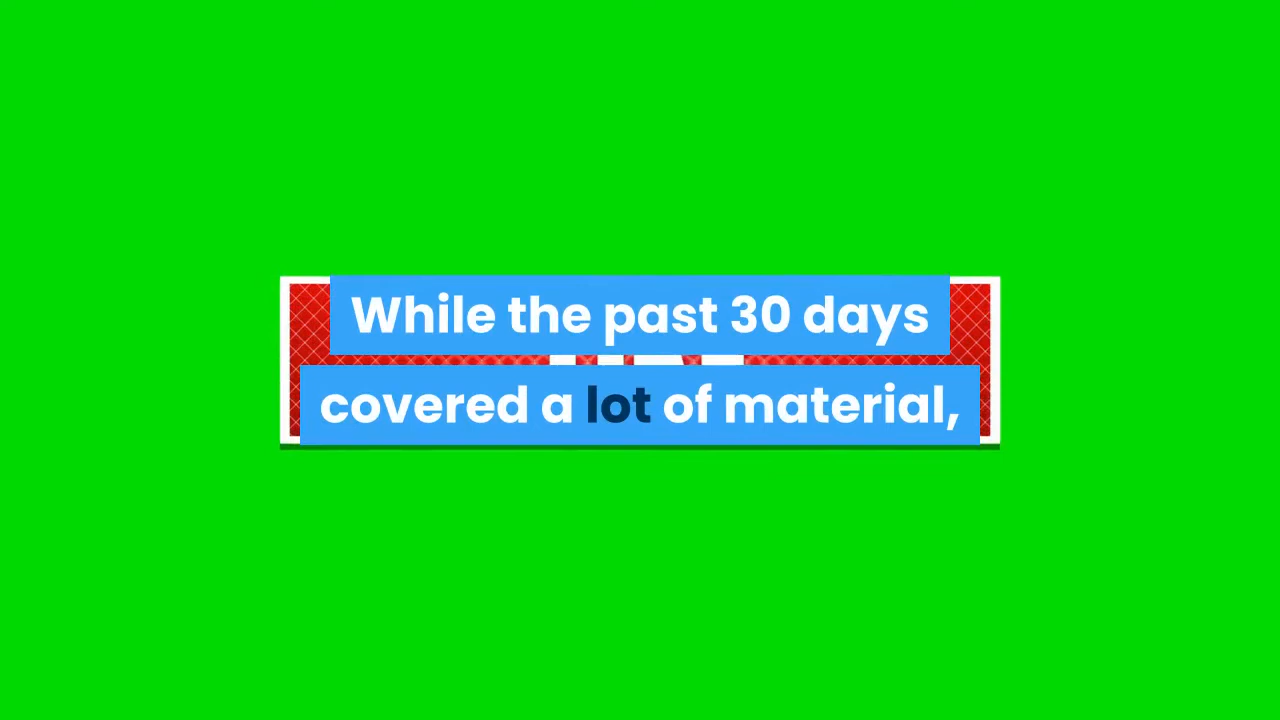 While the past 30 days
covered a lot of material,